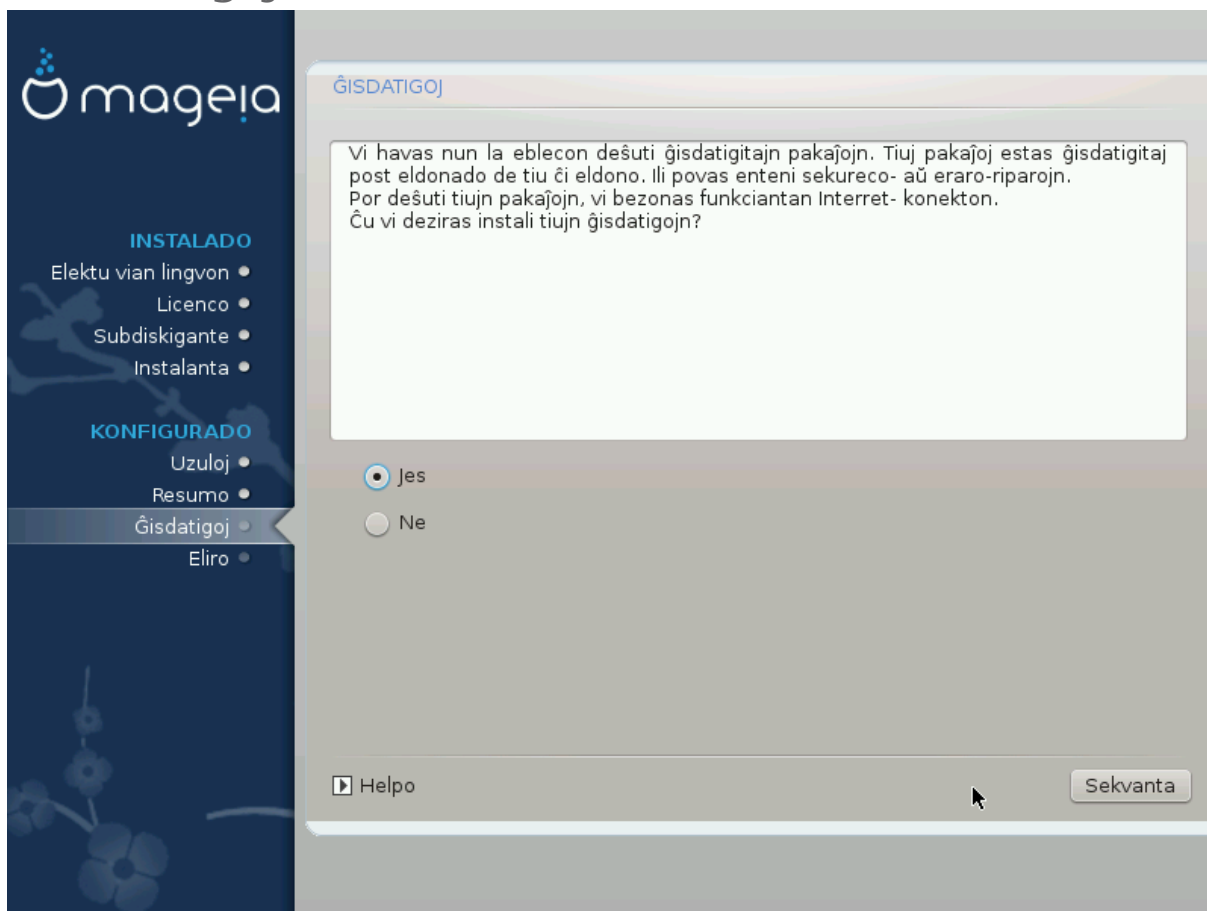 mageia
INSTALADO
Elektu vian lingvon
Licenco
Subdiskigante
Instalanta
KONFIGURADO
Uzuloj
Resumo
Ĝisdatigoj
Eliro
ĜISDATIGOJ
Vi havas nun la eblecon deŝuti ĝisdatigitajn pakaĵojn. Tiuj pakaĵoj estas ĝisdatigitaj
post eldonado de tiu ĉi eldono. Ili povas enteni sekureco- aŭ eraro-riparojn.
Por deŝuti tiujn pakaĵojn, vi bezonas funkciantan Interret- konekton.
Ĉu vi deziras instali tiujn ĝisdatigojn?
Jes
Ne
Helpo
Sekvanta